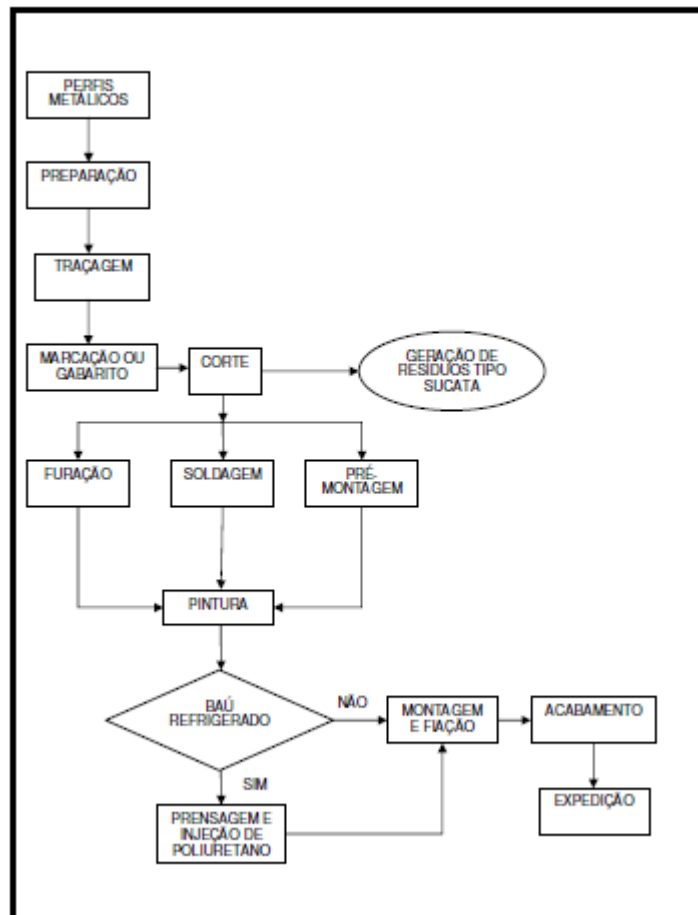 PERFIS
METÁLICOS
PREPARAÇÃO
TRAÇAGEM
MARCAÇÃO OU
GABARITO
CORTE
GERAÇÃO DE
RESÍDUOS TIPO
SUCATA
FURAÇÃO
SOLDAGEM
PRÉ-
MONTAGEM
PINTURA
BAÚ
REFRIGERADO
NÃO
MONTAGEM
E FIAÇÃO
ACABAMENTO
SIM
EXPEDIÇÃO
PRENSAGEM E
INJEÇÃO DE
POLIURETANO